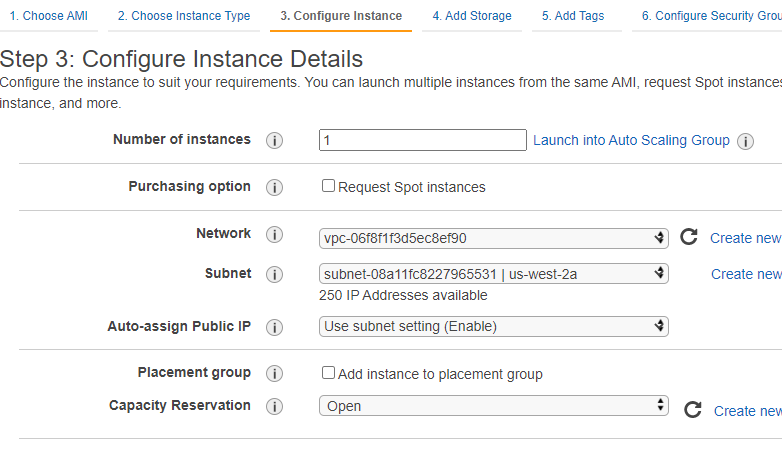 1. Choose AMI 2. Choose Instance Type 3. Configure Instance 4. Add Storage 5. Add Tags 6. Configure Security Grou
Step 3: Configure Instance Details
Configure the instance to suit your requirements. You can launch multiple instances from the same AMI, request Spot instances
instance, and more.
Number of instances i 1 Launch into Auto Scaling Group i
Purchasing option i Request Spot instances
Network i vpc-06f8f1f3d5ec8ef90 Create new
Subnet i subnet-08a11fc8227965531 | us-west-2a Create new
250 IP Addresses available
Auto-assign Public IP i Use subnet setting (Enable)
Placement group i Add instance to placement group
Capacity Reservation i Open Create new